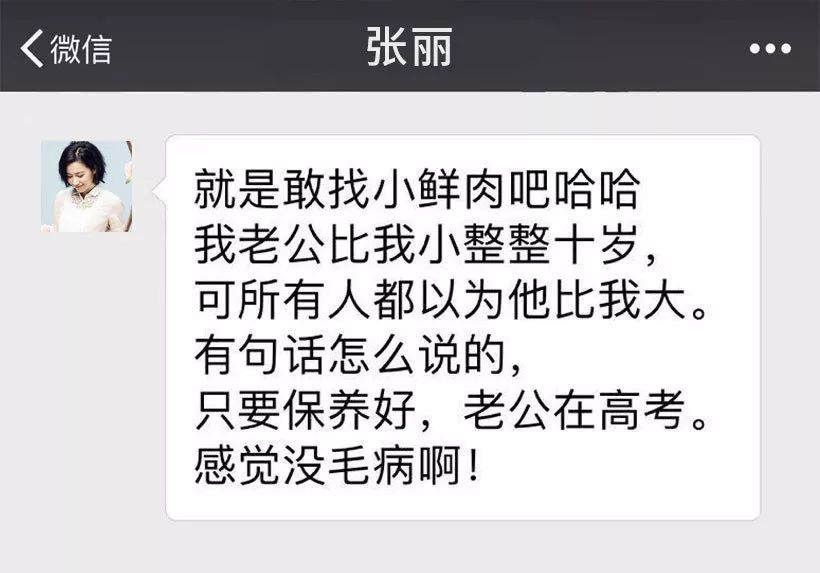 微信
张丽
就是敢找小鲜肉吧哈哈
我老公比我小整整十岁，
可所有人都以为他比我大。
有句话怎么说的，
只要保养好，老公在高考。
感觉没毛病啊！